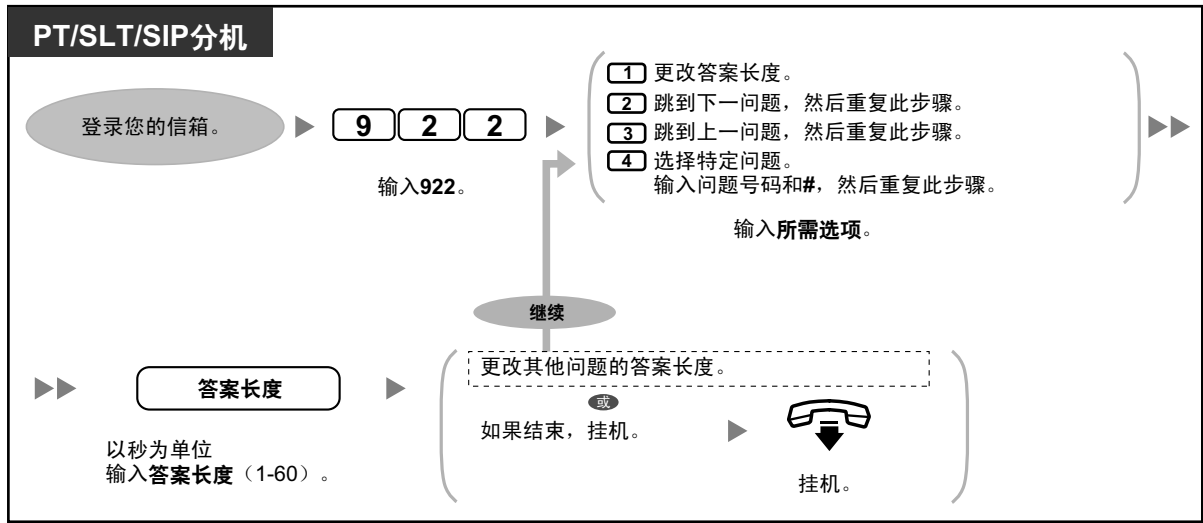 PT/SLT/SIP分机
登录您的信箱。
9 2 2
输入922。
1 更改答案长度。
2 跳到下一问题，然后重复此步骤。
3 跳到上一问题，然后重复此步骤。
4 选择特定问题。
输入问题号码和#，然后重复此步骤。
输入所需选项。
继续
答案长度
以秒为单位
输入答案长度（1-60）。
更改其他问题的答案长度。
或
如果结束，挂机。
挂机。